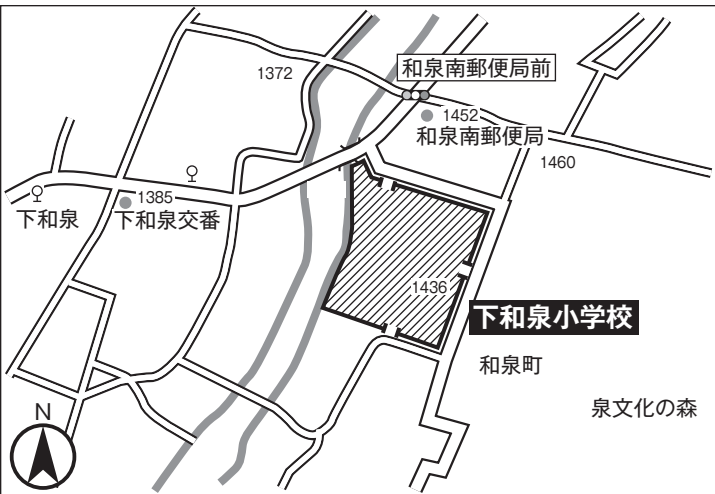 和泉南郵便局前
1372
1452
和泉南郵便局
1460
1385
下和泉
下和泉交番
1436
下和泉小学校
和泉町
泉文化の森
N